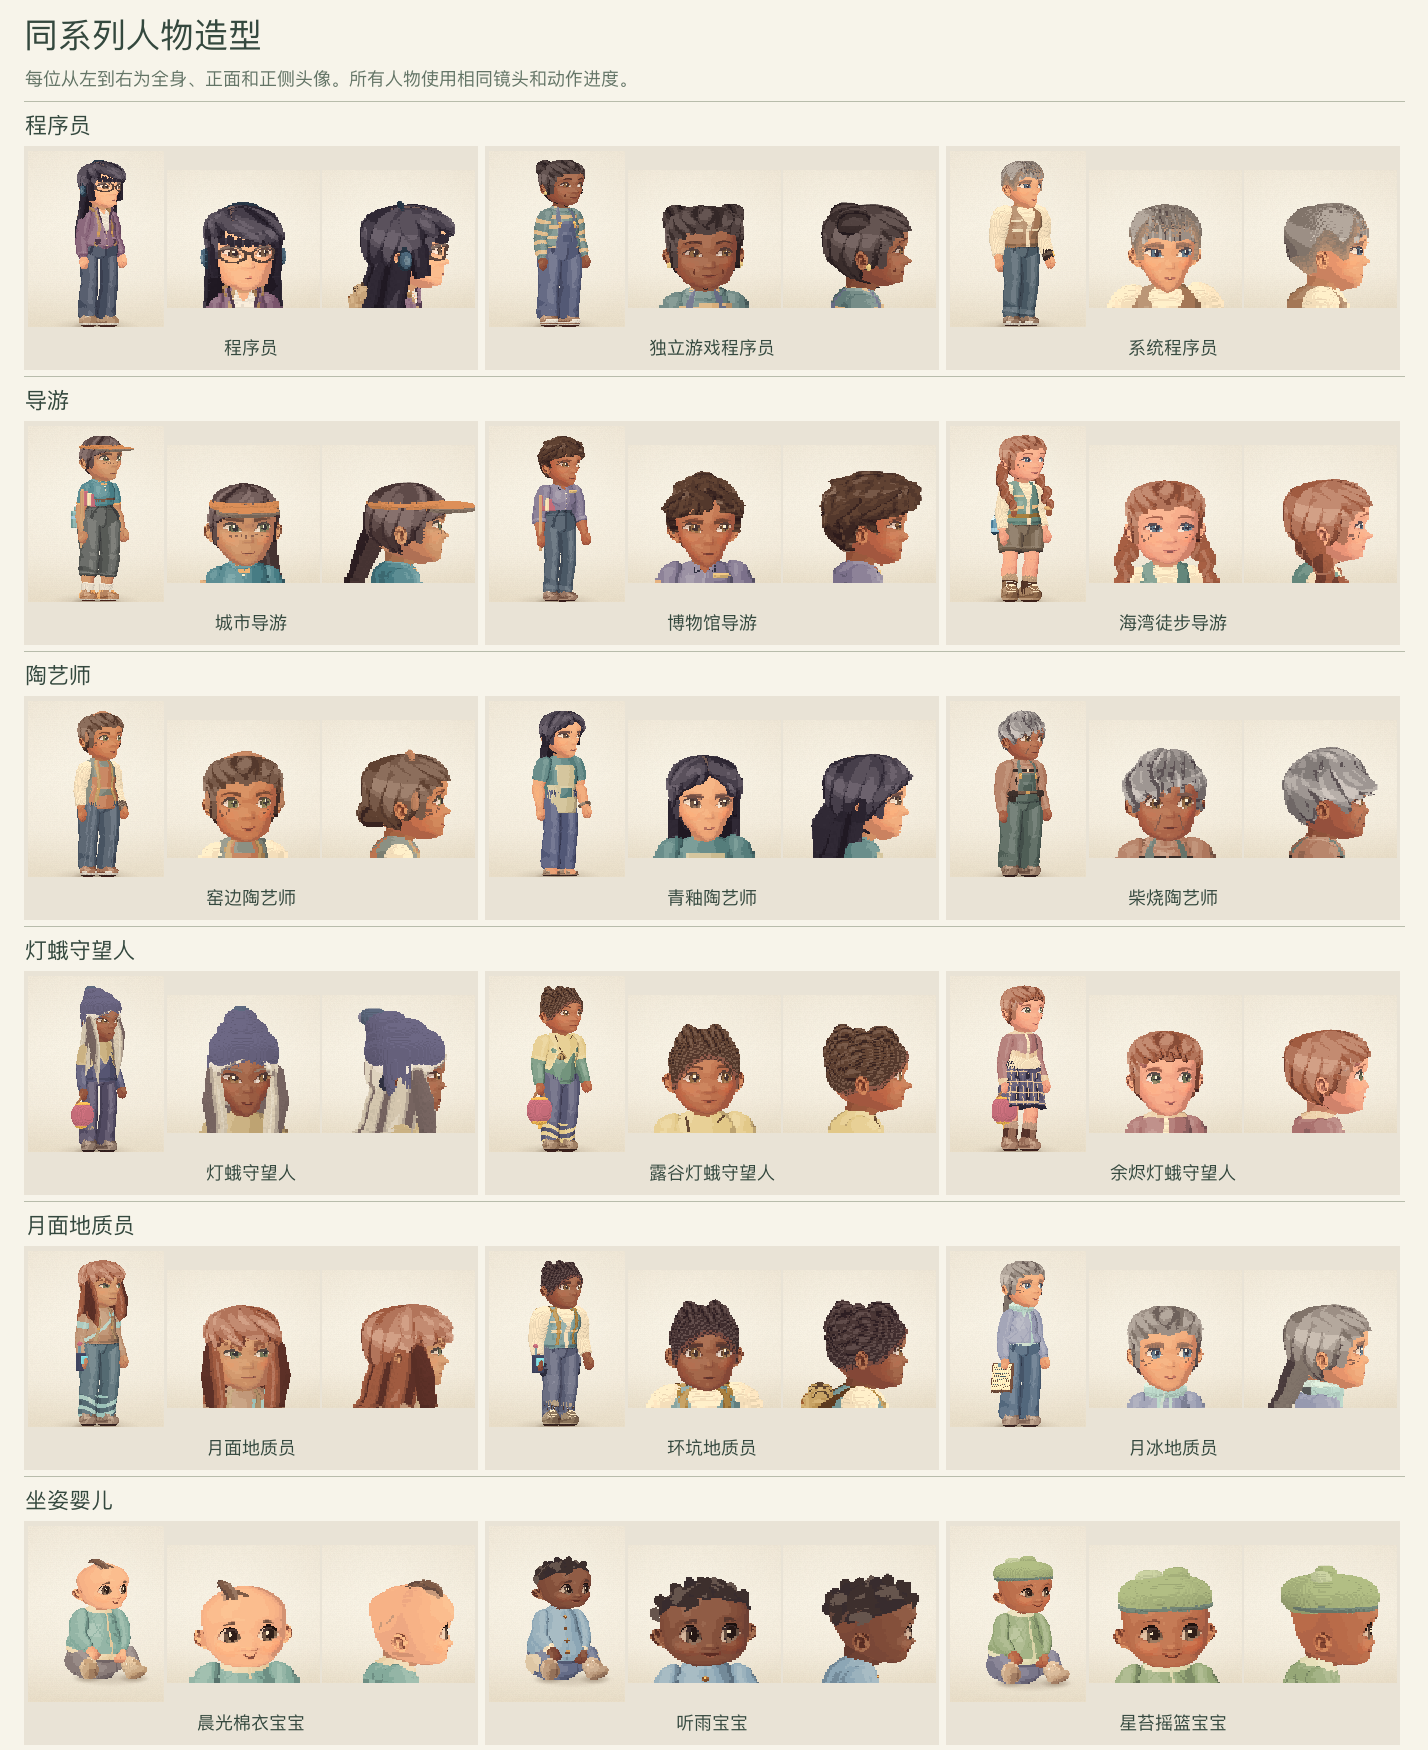 同系列人物造型
每位从左到右为全身、正面和正侧头像。所有人物使用相同镜头和动作进度。
程序员
程序员
独立游戏程序员
系统程序员
导游
城市导游
博物馆导游
海湾徒步导游
陶艺师
窑边陶艺师
青釉陶艺师
柴烧陶艺师
灯蛾守望人
灯蛾守望人
露谷灯蛾守望人
余烬灯蛾守望人
月面地质员
月面地质员
环坑地质员
月冰地质员
坐姿婴儿
晨光棉衣宝宝
听雨宝宝
星苔摇篮宝宝